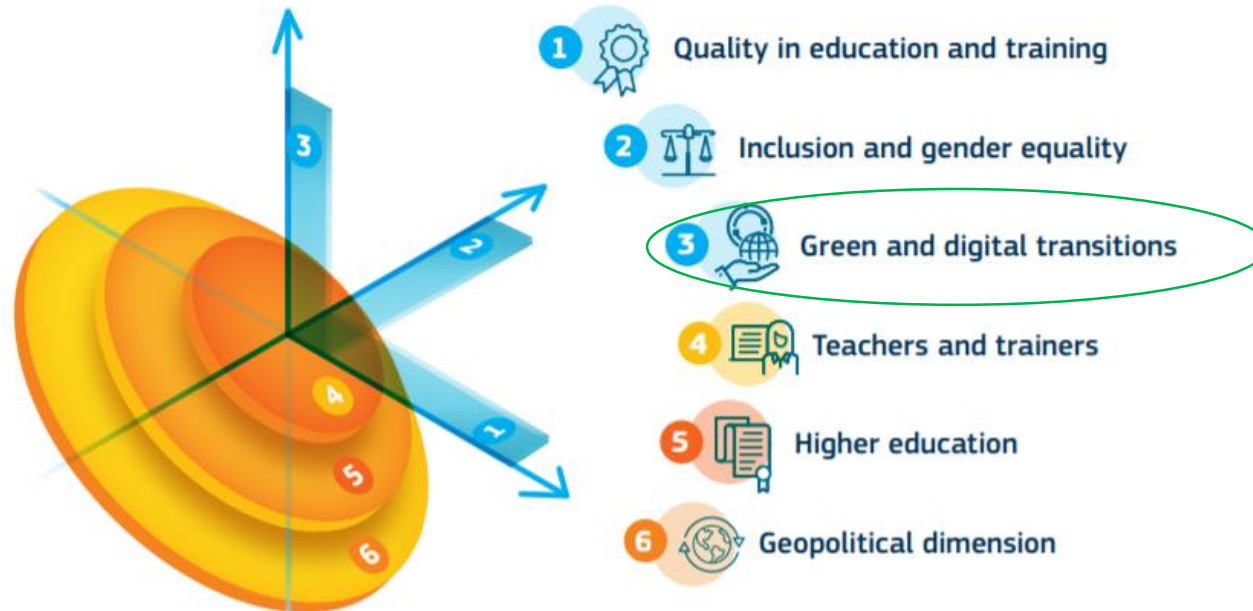 1 Quality in education and training
2 Inclusion and gender equality
3 Green and digital transitions
4 Teachers and trainers
5 Higher education
6 Geopolitical dimension
3
2
1
4
5
6